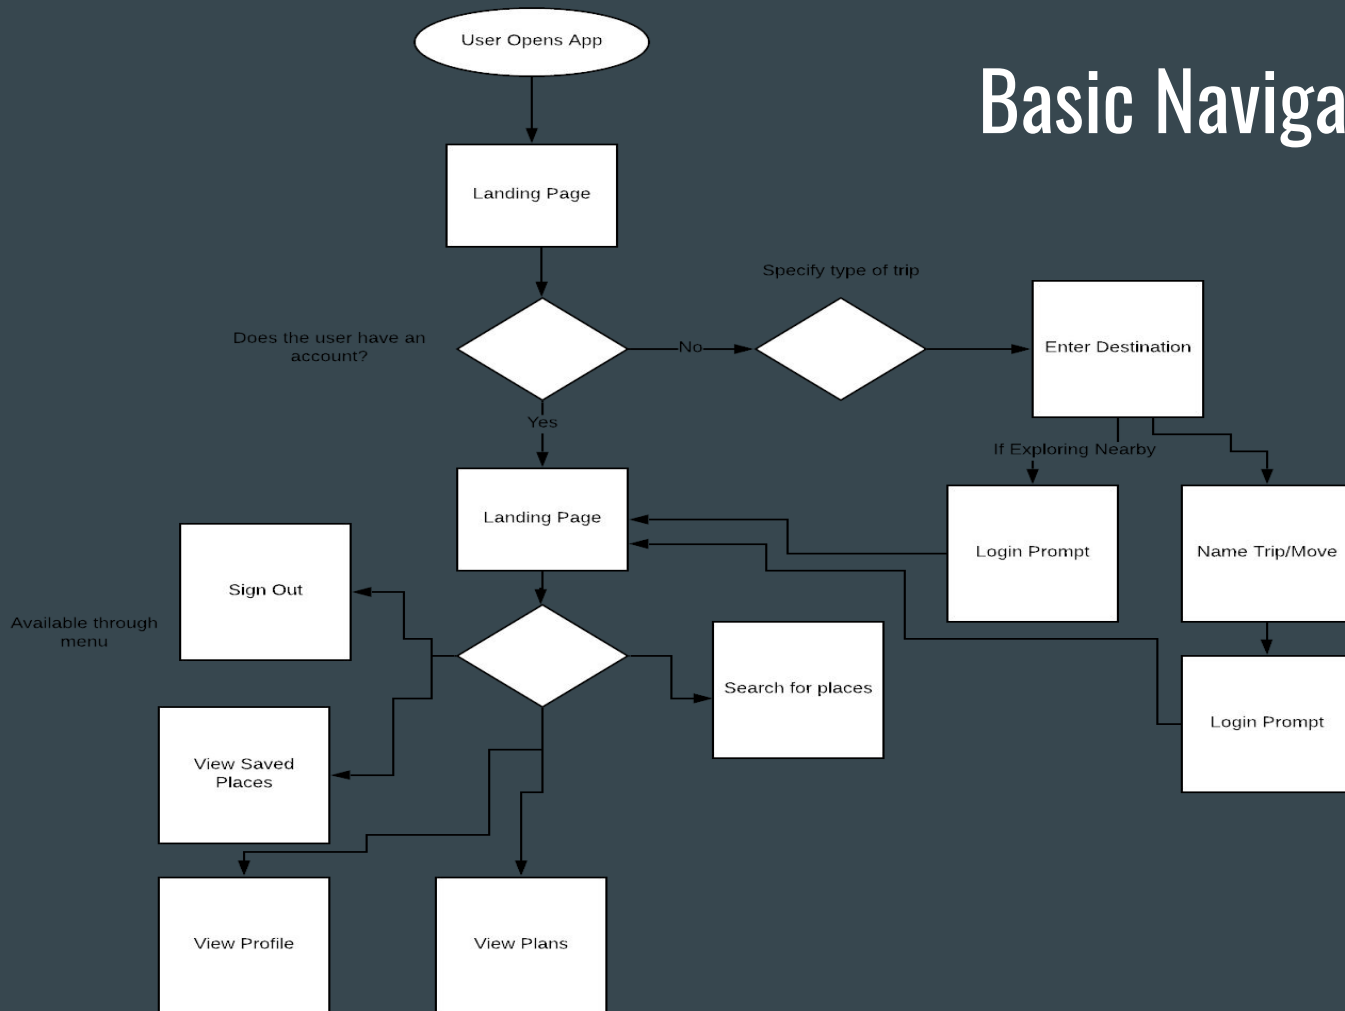 User Opens App
Basic Naviga
Landing Page
Specify type of trip
Does the user have an
account?
No
Enter Destination
Yes
If Exploring Nearby
Landing Page
Login Prompt
Name Trip/Move
Sign Out
Available through
menu
Search for places
Login Prompt
View Saved
Places
View Profile
View Plans